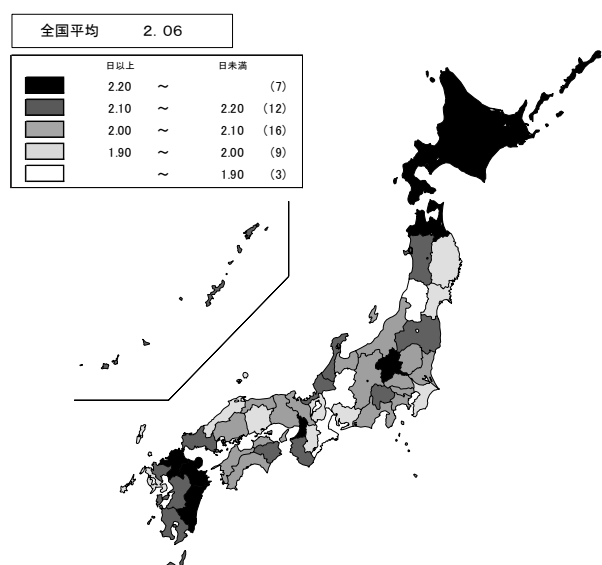 全国平均 2.06
日以上 日未満
2.20 ～ (7)
2.10 ～ 2.20 (12)
2.00 ～ 2.10 (16)
1.90 ～ 2.00 (9)
～ 1.90 (3)